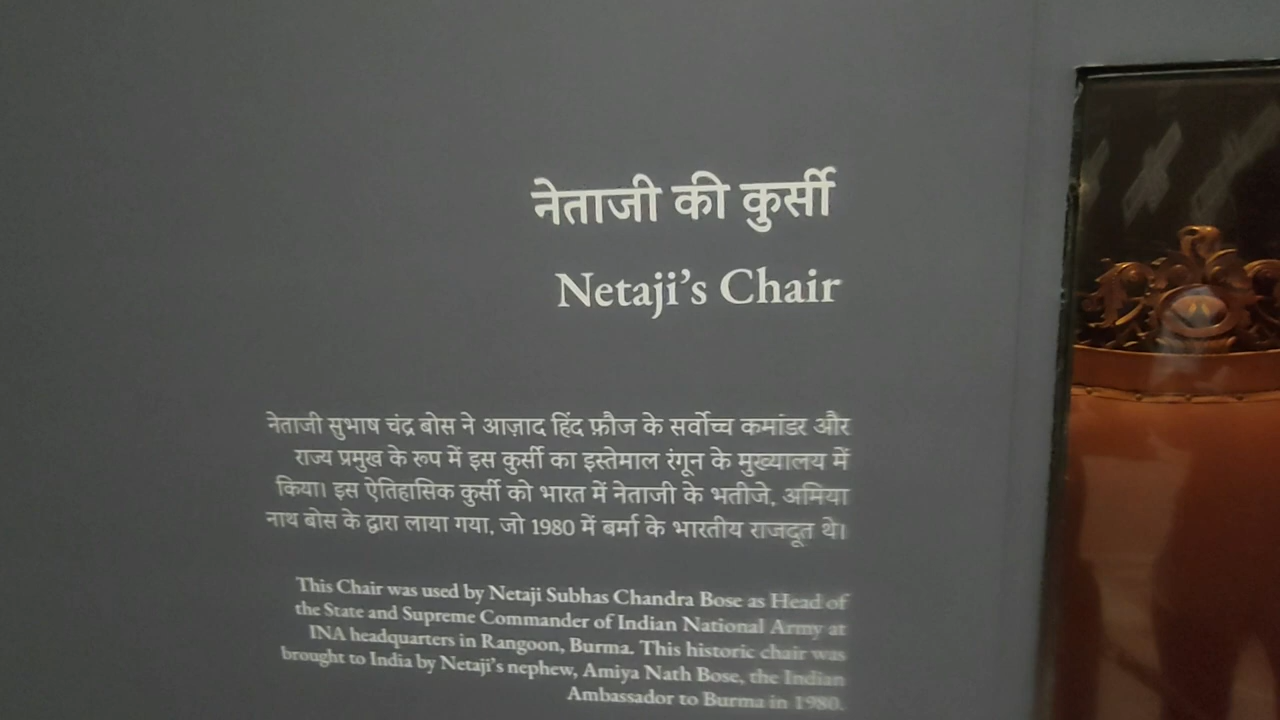 नेताजी की कुर्सी
Netaji’s Chair
नेताजी सुभाष चंद्र बोस ने आज़ाद हिंद फ़ौज के सर्वोच्च कमांडर और
राज्य प्रमुख के रूप में इस कुर्सी का इस्तेमाल रंगून के मुख्यालय में
किया। इस ऐतिहासिक कुर्सी को भारत में नेताजी के भतीजे, अमिया
नाथ बोस के द्वारा लाया गया, जो 1980 में बर्मा के भारतीय राजदूत थे।
This Chair was used by Netaji Subhas Chandra Bose as Head of
the State and Supreme Commander of Indian National Army at
INA headquarters in Rangoon, Burma. This historic chair was
brought to India by Netaji’s nephew, Amiya Nath Bose, the Indian
Ambassador to Burma in 1980.